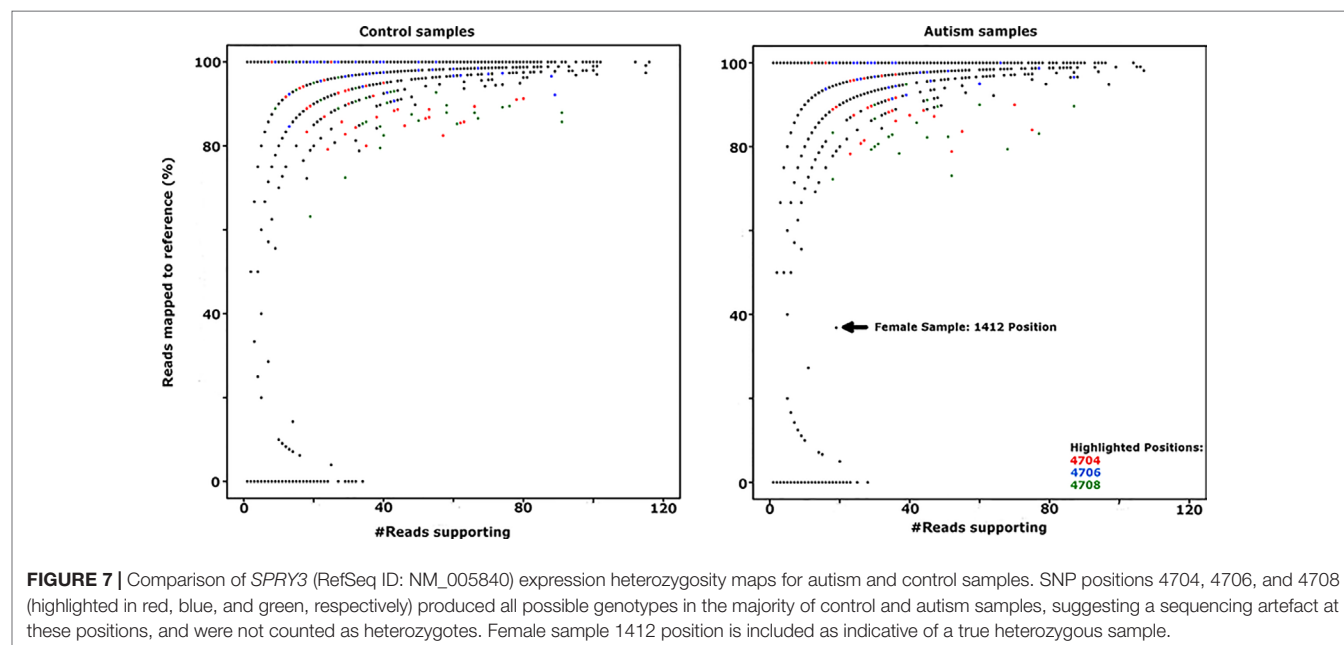 Control samples
Reads mapped to reference (%)
100
80
40
0
0
40
80
120
#Reads supporting
Autism samples
100
80
40
0
Female Sample: 1412 Position
Highlighted Positions:
4704
4706
4708
0
40
80
120
#Reads supporting
FIGURE 7 | Comparison of SPRY3 (RefSeq ID: NM_005840) expression heterozygosity maps for autism and control samples. SNP positions 4704, 4706, and 4708
(highlighted in red, blue, and green, respectively) produced all possible genotypes in the majority of control and autism samples, suggesting a sequencing artefact at
these positions, and were not counted as heterozygotes. Female sample 1412 position is included as indicative of a true heterozygous sample.